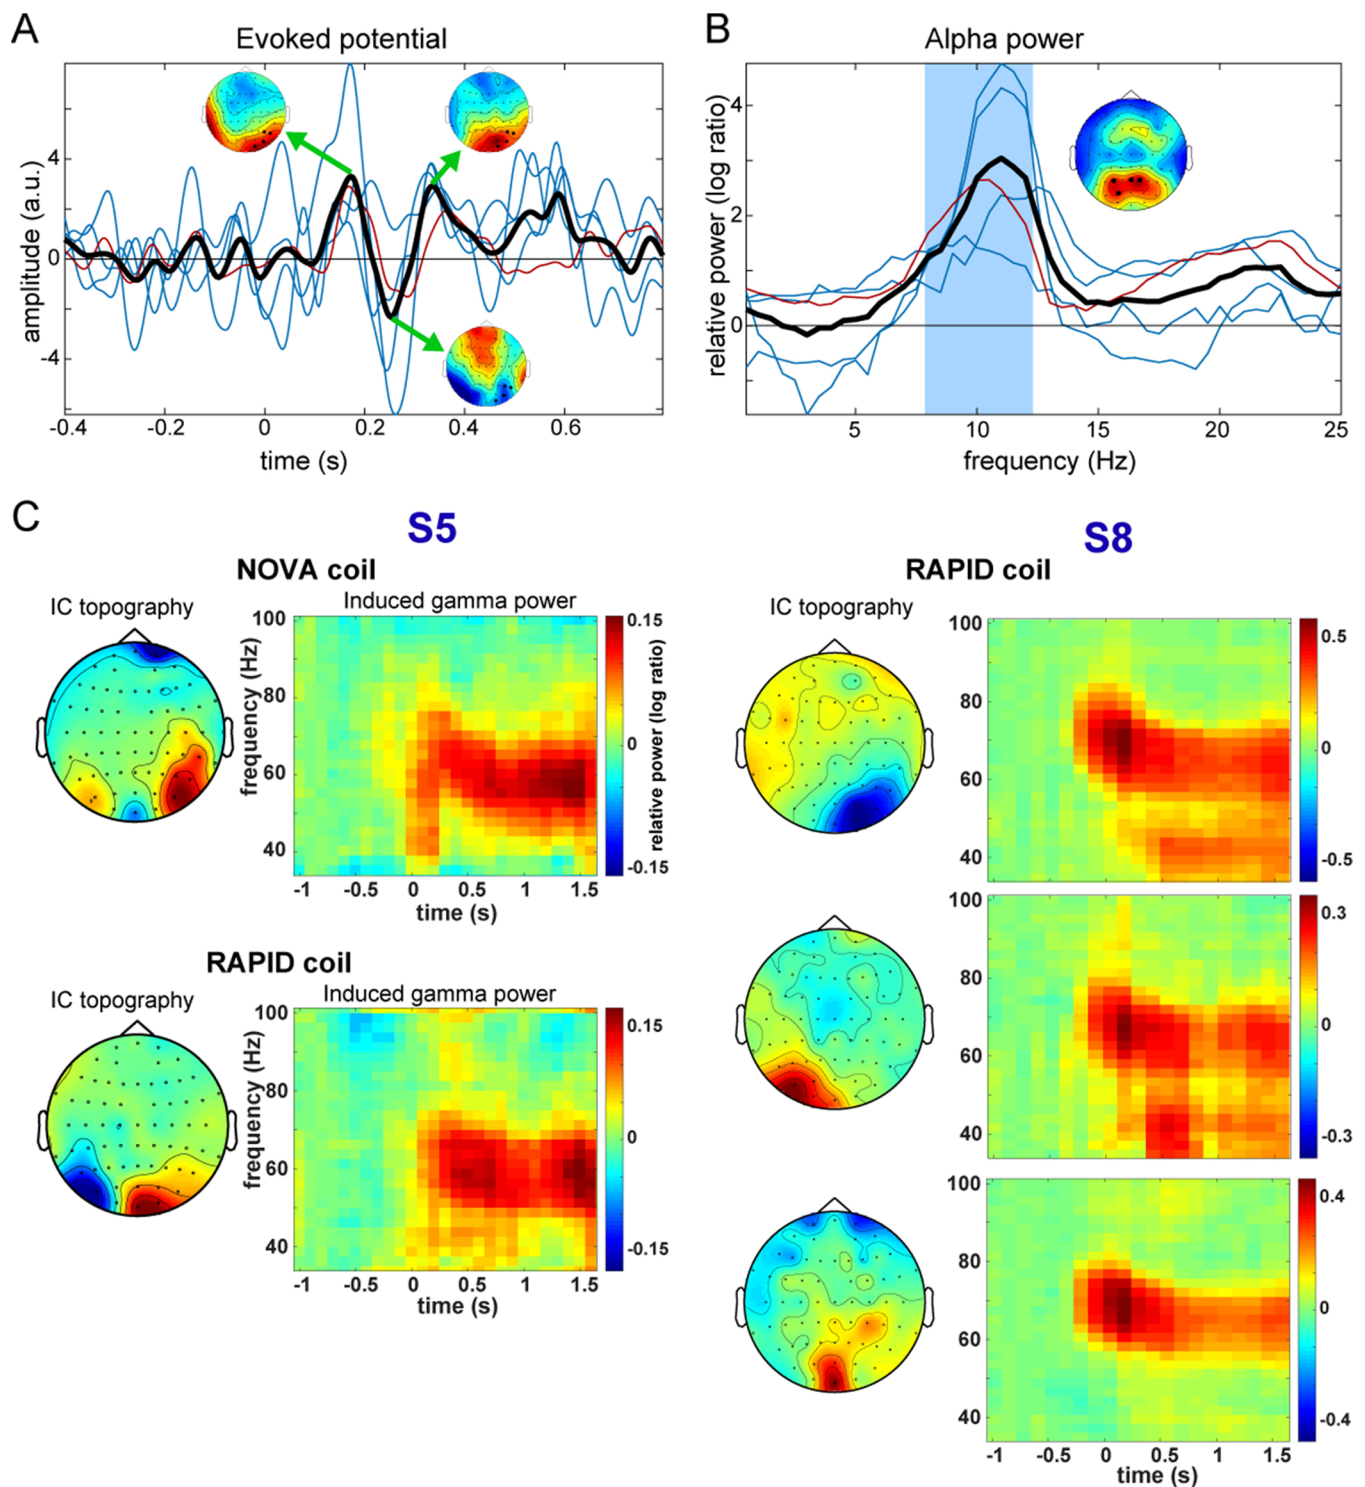 A
Evoked potential
amplitude (a.u.)
4
0
-4
-0.4 -0.2 0 0.2 0.4 0.6
time (s)
B
Alpha power
relative power (log ratio)
4
2
0
5 10 15 20 25
frequency (Hz)
C
S5
NOVA coil
IC topography
Induced gamma power
frequency (Hz)
100
80
60
40
-1 -0.5 0 0.5 1 1.5
time (s)
0.15
0
-0.15
relative power (log ratio)
RAPID coil
IC topography
Induced gamma power
frequency (Hz)
100
80
60
40
-1 -0.5 0 0.5 1 1.5
time (s)
0.15
0
-0.15
S8
RAPID coil
IC topography
100
80
60
40
0.5
0
-0.5
100
80
60
40
0.3
0
-0.3
100
80
60
40
-1 -0.5 0 0.5 1 1.5
time (s)
0.4
0
-0.4